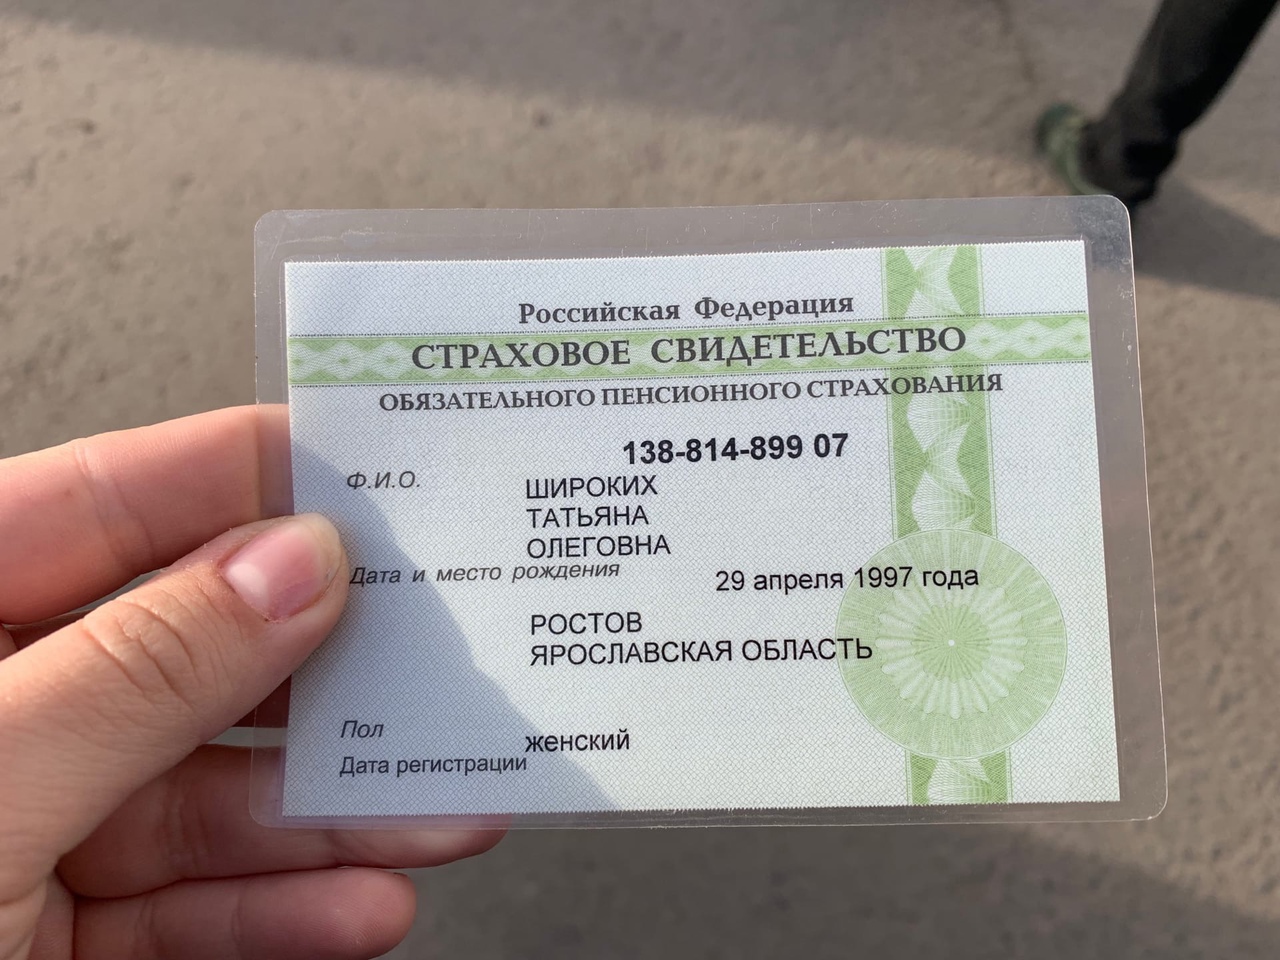 Российская Федерация
СТРАХОВОЕ СВИДЕТЕЛЬСТВО
ОБЯЗАТЕЛЬНОГО ПЕНСИОННОГО СТРАХОВАНИЯ
138-814-899 07
Ф.И.О. ШИРОКИХ
ТАТЬЯНА
ОЛЕГОВНА
Дата и место рождения 29 апреля 1997 года
РОСТОВ
ЯРОСЛАВСКАЯ ОБЛАСТЬ
Пол женский
Дата регистрации